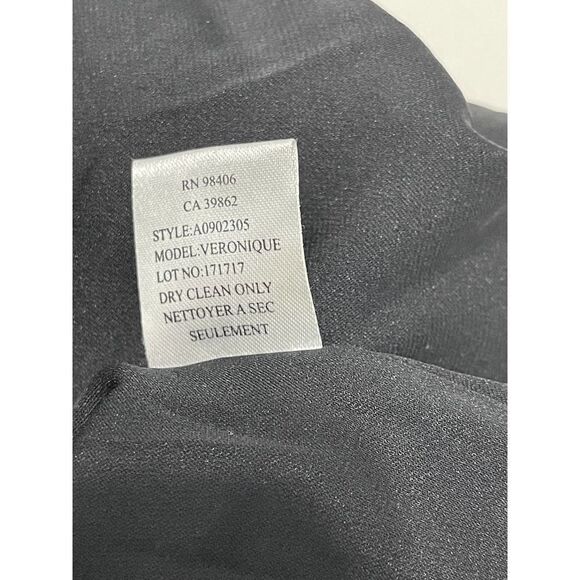 RN 98406
CA 39862
STYLE:A0902305
MODEL:VERONIQUE
LOT NO:171717
DRY CLEAN ONLY
NETTOYER A SEC
SEULEMENT